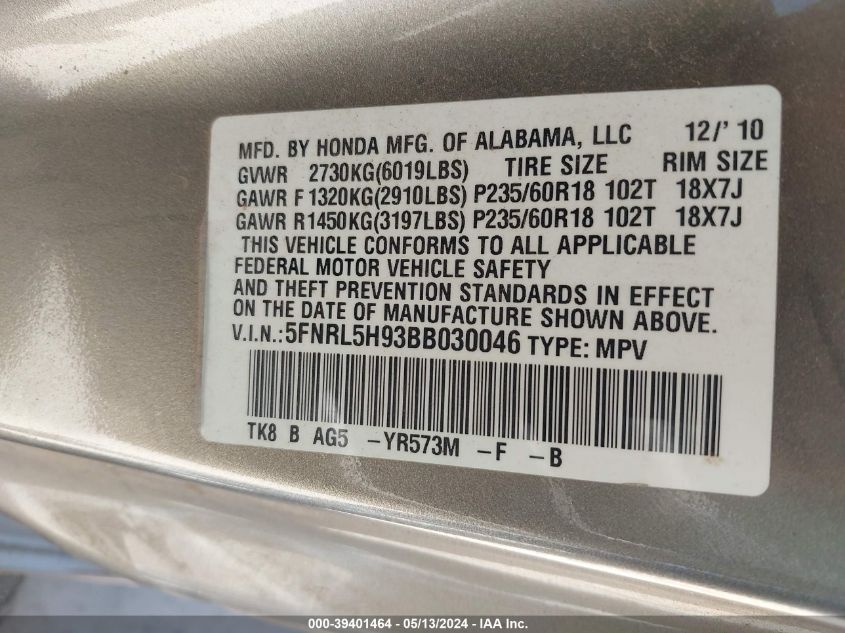 MFD. BY HONDA MFG. OF ALABAMA, LLC 12/'10
GVWR 2730KG(6019LBS) TIRE SIZE RIM SIZE
GAWR F 1320KG(2910LBS) P235/60R18 102T 18X7J
GAWR R1450KG(3197LBS) P235/60R18 102T 18X7J
THIS VEHICLE CONFORMS TO ALL APPLICABLE
FEDERAL MOTOR VEHICLE SAFETY
AND THEFT PREVENTION STANDARDS IN EFFECT
ON THE DATE OF MANUFACTURE SHOWN ABOVE.
V.I.N.:5FNRL5H93BB030046 TYPE: MPV
TK8 B AG5 -YR573M -F -B
000-39401464 - 05/13/2024 - IAA Inc.